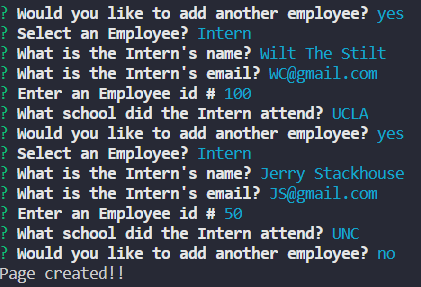 ? Would you like to add another employee? yes
? Select an Employee? Intern
? What is the Intern's name? Wilt The Stilt
? What is the Intern's email? WC@gmail.com
? Enter an Employee id # 100
? What school did the Intern attend? UCLA
? Would you like to add another employee? yes
? Select an Employee? Intern
? What is the Intern's name? Jerry Stackhouse
? What is the Intern's email? JS@gmail.com
? Enter an Employee id # 50
? What school did the Intern attend? UNC
? Would you like to add another employee? no
Page created!!